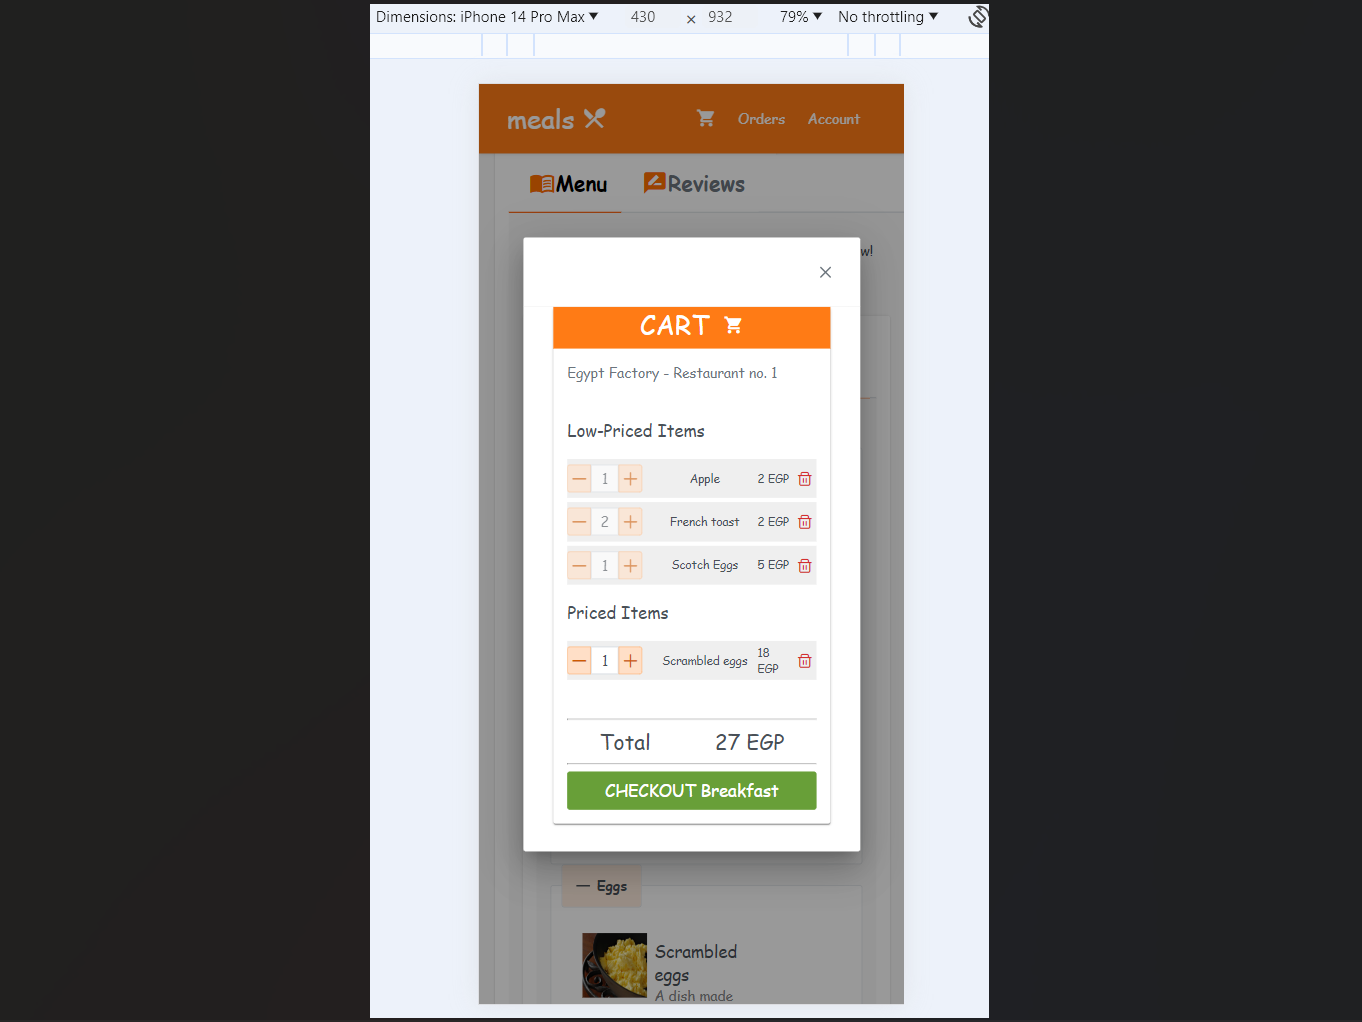 Dimensions: iPhone 14 Pro Max ▼ 430 × 932 79% ▼ No throttling ▼
meals Orders Account
Menu Reviews
w!
×
CART
Egypt Factory - Restaurant no. 1
Low-Priced Items
− 1 + Apple 2 EGP
− 2 + French toast 2 EGP
− 1 + Scotch Eggs 5 EGP
Priced Items
− 1 + Scrambled eggs 18 EGP
Total 27 EGP
CHECKOUT Breakfast
— Eggs
Scrambled
eggs
A dish made